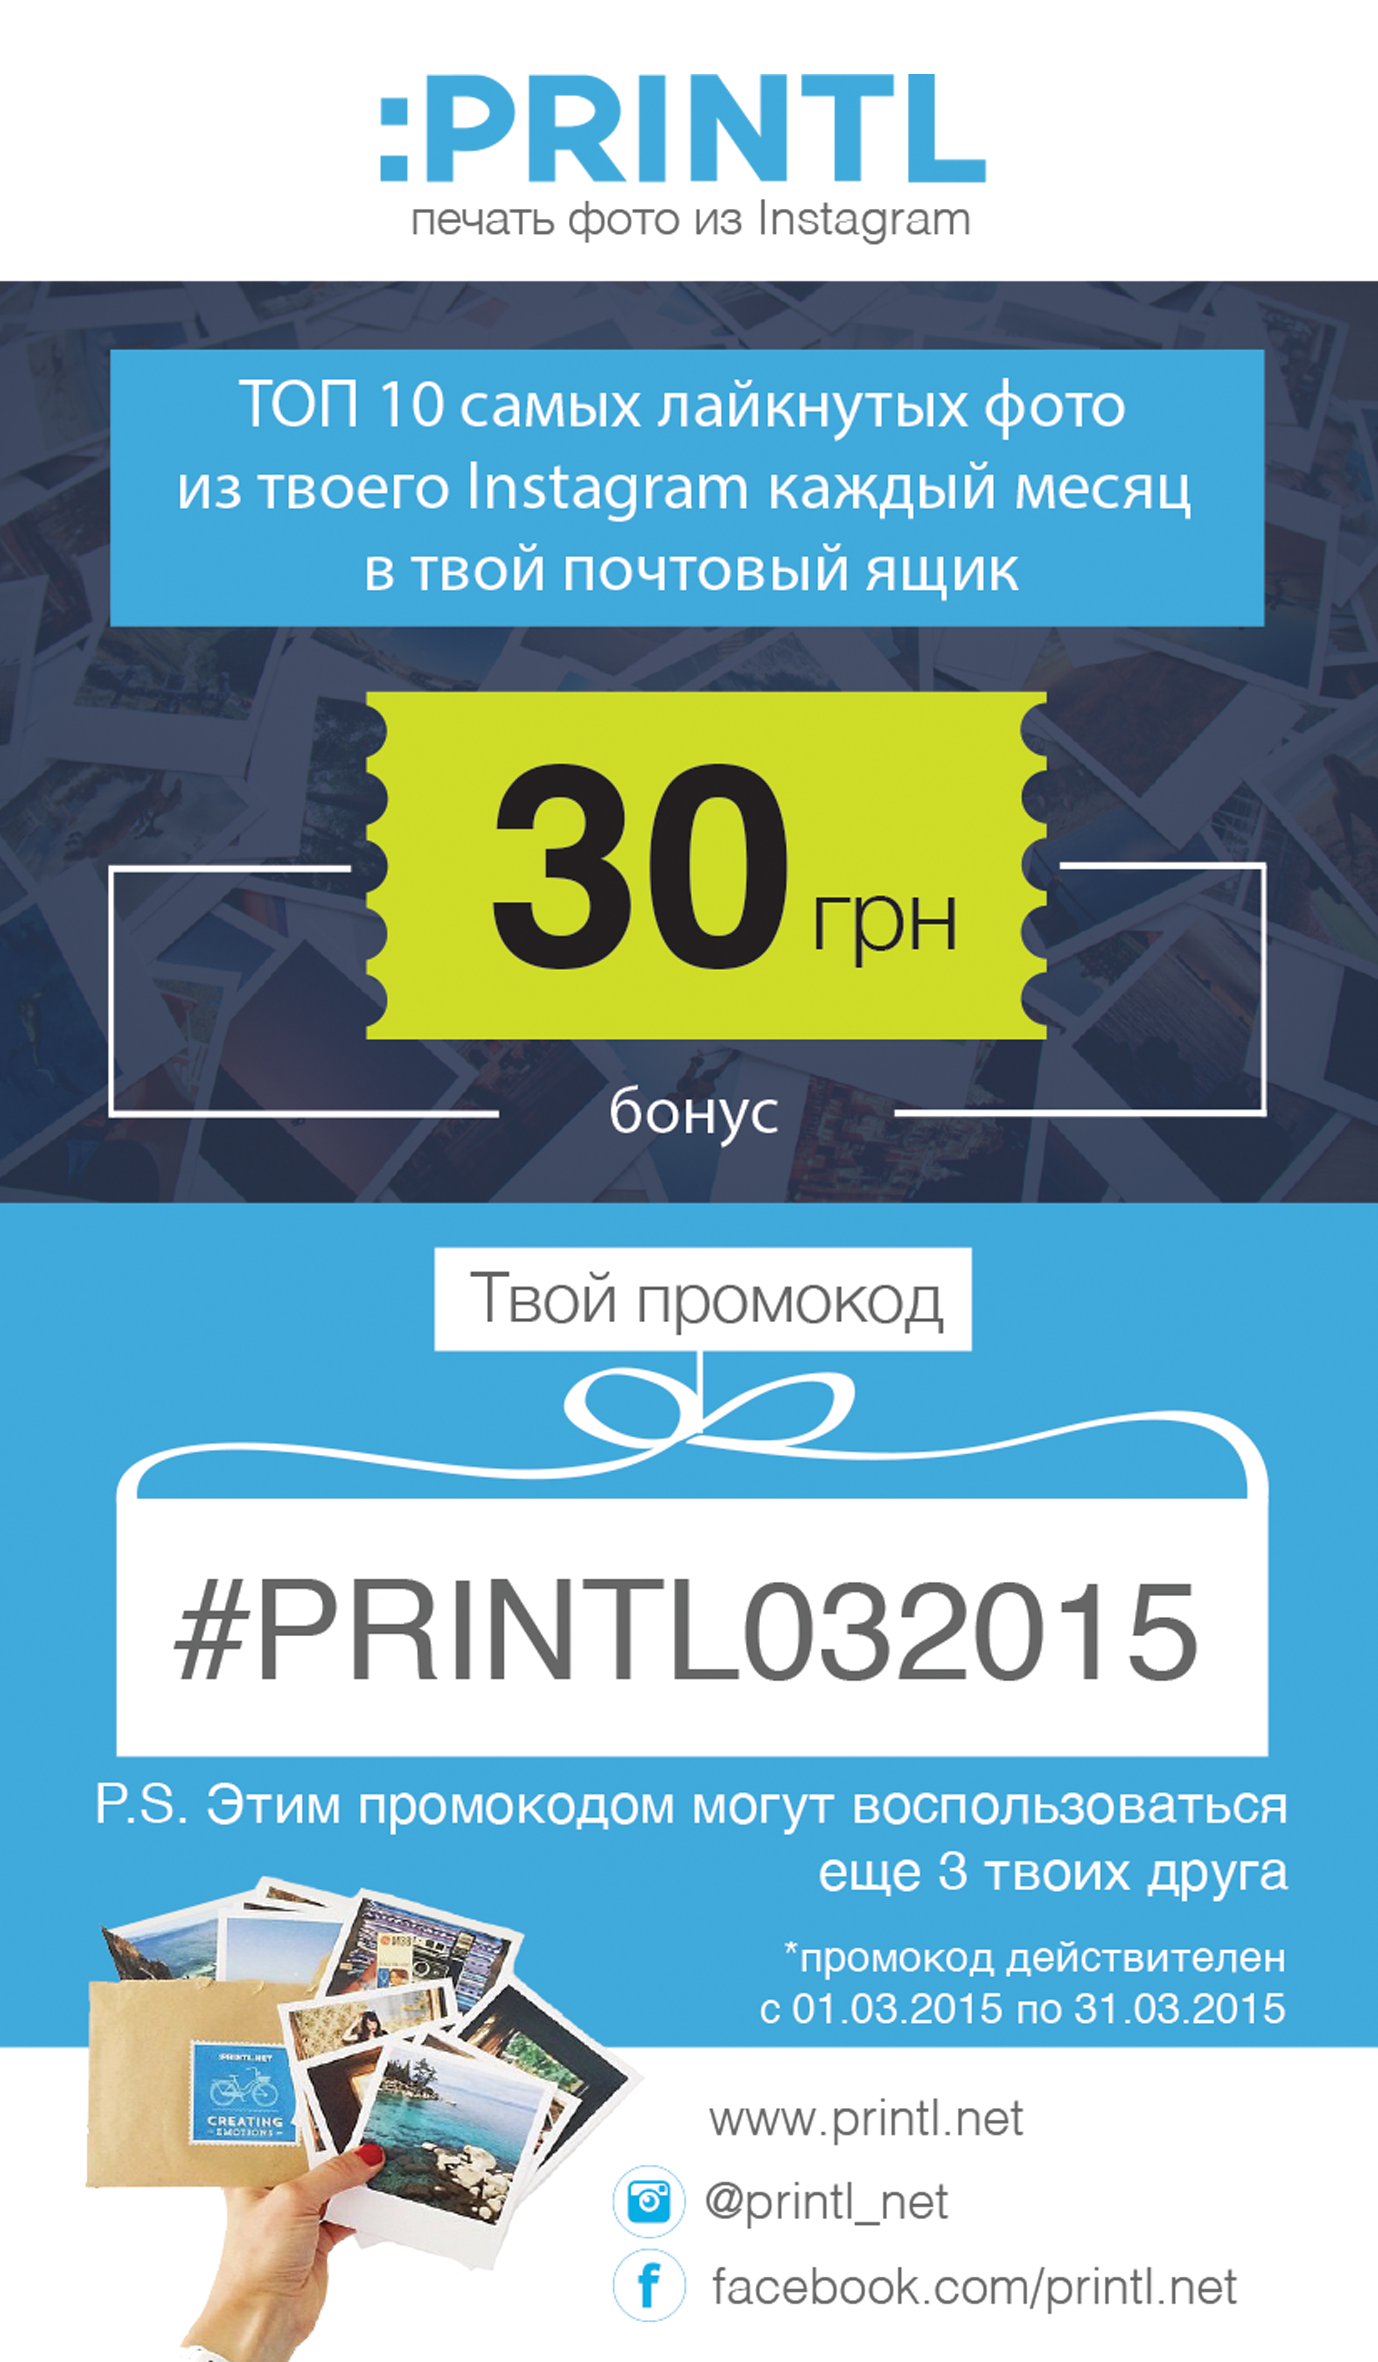 :PRINTL
печать фото из Instagram
ТОП 10 самых лайкнутых фото
из твоего Instagram каждый месяц
в твой почтовый ящик
30 грн
бонус
Твой промокод
#PRINTL032015
P.S. Этим промокодом могут воспользоваться
еще 3 твоих друга
*промокод действителен
с 01.03.2015 по 31.03.2015
:PRINTL.NET
CREATING
EMOTIONS
www.printl.net
@printl_net
f
facebook.com/printl.net